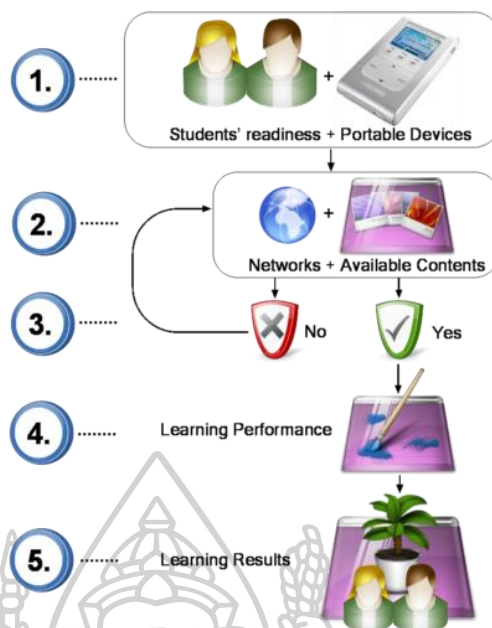 1.
Students' readiness + Portable Devices
2.
Networks + Available Contents
3.
No
Yes
4.
Learning Performance
5.
Learning Results